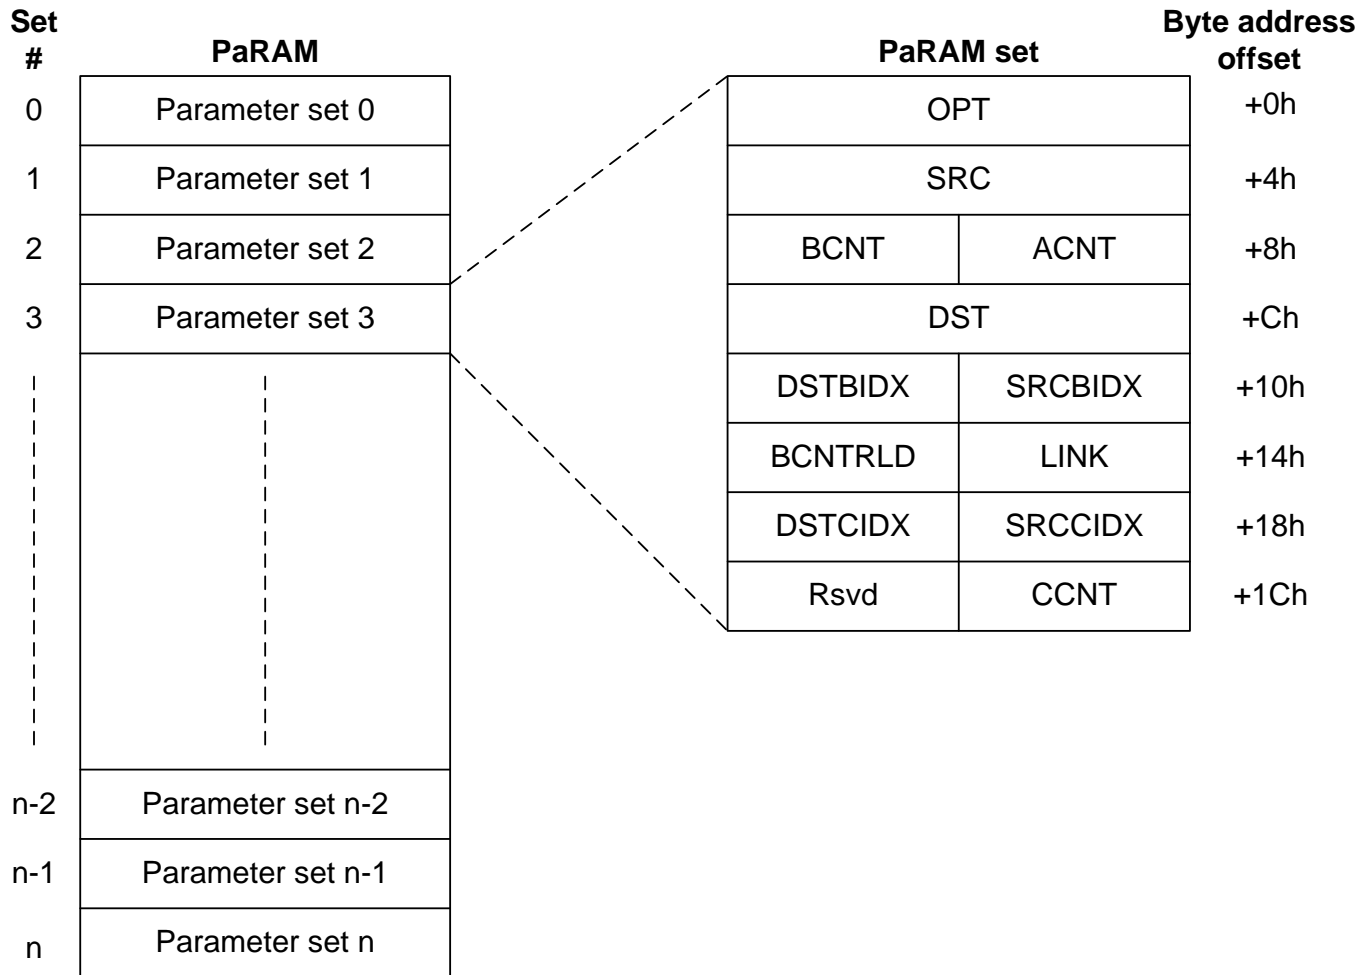 Set
#
PaRAM
PaRAM set
Byte address
offset
0
Parameter set 0
OPT
+0h
1
Parameter set 1
SRC
+4h
2
Parameter set 2
BCNT
ACNT
+8h
3
Parameter set 3
DST
+Ch
DSTBIDX
SRCBIDX
+10h
BCNTRLD
LINK
+14h
DSTCIDX
SRCCIDX
+18h
Rsvd
CCNT
+1Ch
n-2
Parameter set n-2
n-1
Parameter set n-1
n
Parameter set n